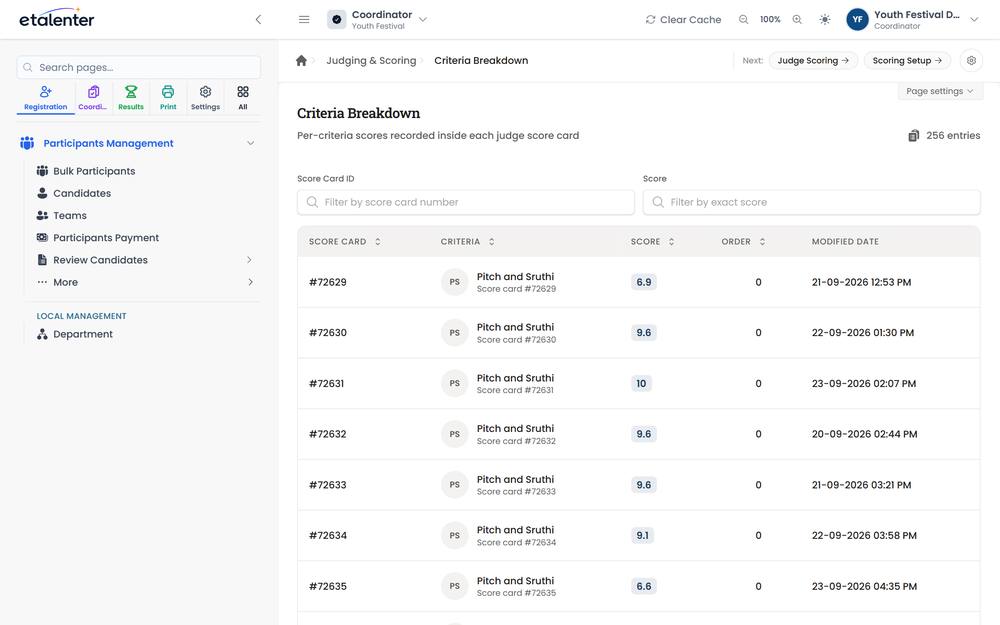 etalenter
Coordinator
Youth Festival
Clear Cache
100%
YF
Youth Festival D...
Coordinator
Search pages...
Registration
Coordi...
Results
Print
Settings
All
Participants Management
Bulk Participants
Candidates
Teams
Participants Payment
Review Candidates
More
LOCAL MANAGEMENT
Department
Judging & Scoring
Criteria Breakdown
Next:
Judge Scoring →
Scoring Setup →
Page settings
Criteria Breakdown
Per-criteria scores recorded inside each judge score card
256 entries
Score Card ID
Score
Filter by score card number
Filter by exact score
SCORE CARD CRITERIA SCORE ORDER MODIFIED DATE
#72629 PS Pitch and Sruthi 6.9 0 21-09-2026 12:53 PM
Score card #72629
#72630 PS Pitch and Sruthi 9.6 0 22-09-2026 01:30 PM
Score card #72630
#72631 PS Pitch and Sruthi 10 0 23-09-2026 02:07 PM
Score card #72631
#72632 PS Pitch and Sruthi 9.6 0 20-09-2026 02:44 PM
Score card #72632
#72633 PS Pitch and Sruthi 9.6 0 21-09-2026 03:21 PM
Score card #72633
#72634 PS Pitch and Sruthi 9.1 0 22-09-2026 03:58 PM
Score card #72634
#72635 PS Pitch and Sruthi 6.6 0 23-09-2026 04:35 PM
Score card #72635